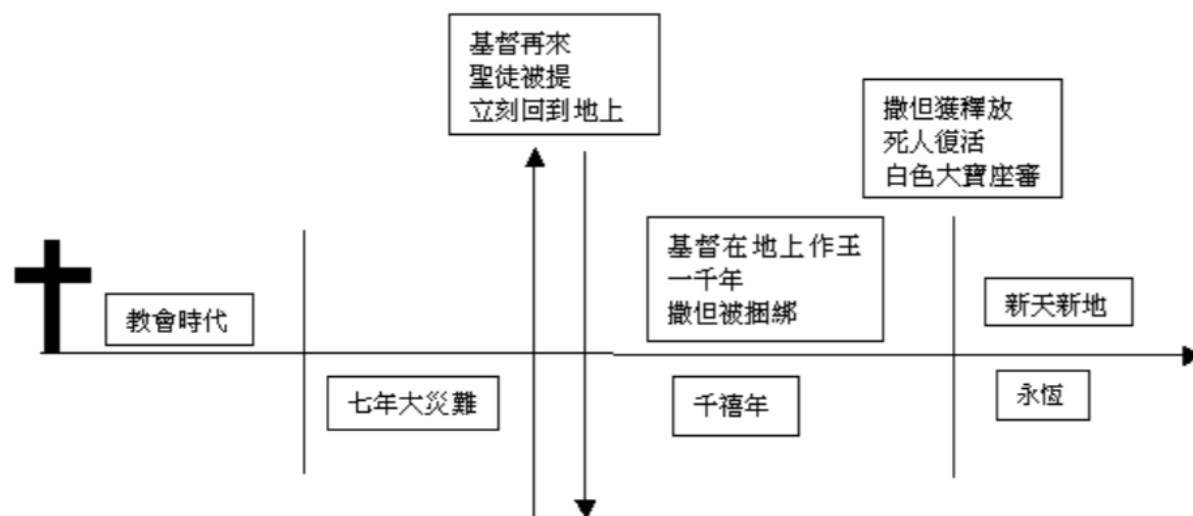 基督再來
聖徒被提
立刻回到地上
撒但獲釋放
死人復活
白色大寶座審
基督在地上作王
一千年
撒但被捆綁
教會時代
新天新地
七年大災難
千禧年
永恆